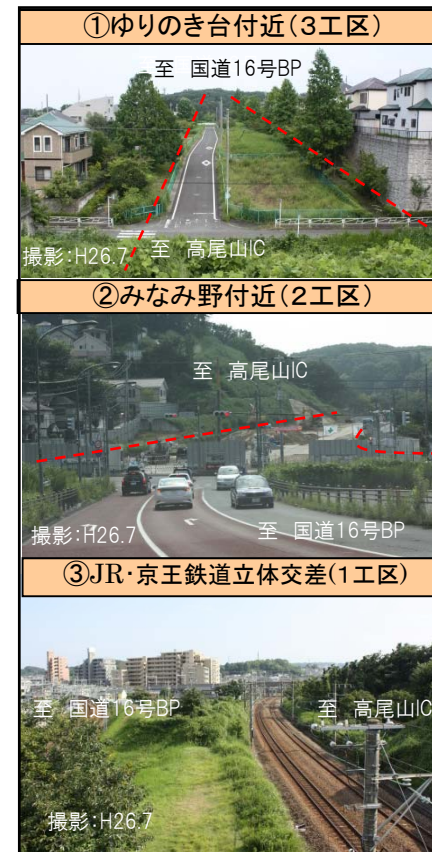 ①ゆりのき台付近(3工区)
至 国道16号BP
撮影:H26.7
至 高尾山IC
②みなみ野付近(2工区)
至 高尾山IC
撮影:H26.7
至 国道16号BP
③JR・京王鉄道立体交差(1工区)
至 国道16号BP
至 高尾山IC
撮影:H26.7